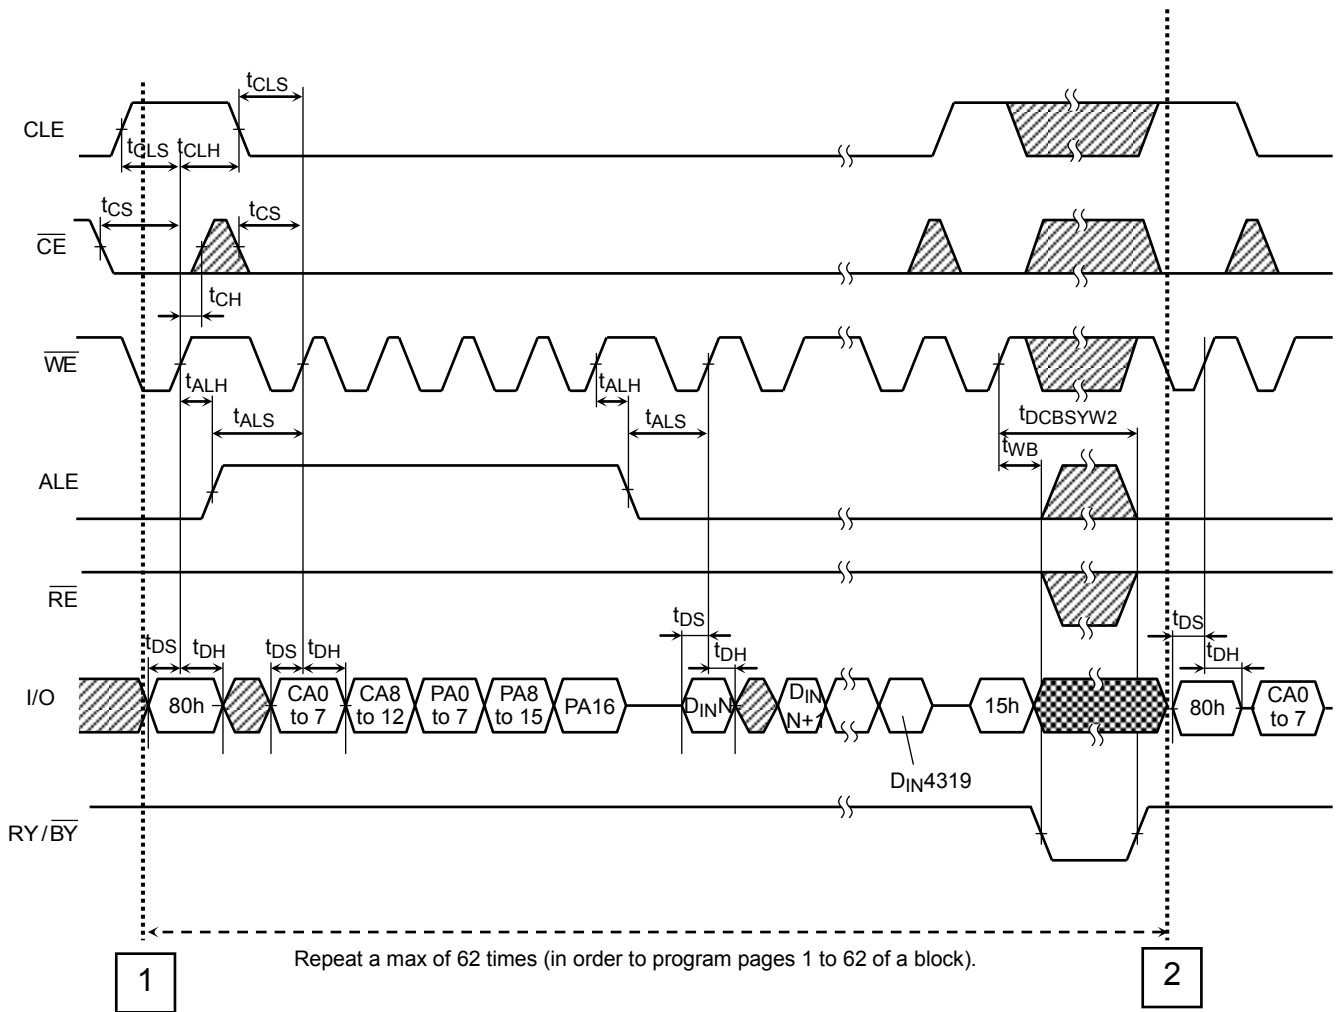 tCLS
CLE
tCLS tCLH
tCS tCS
CE
tCH
WE
tALH tALH
tALS tALS tDCBSYW2
tWB
ALE
RE
tDS tDH tDS tDH tDS tDH tDS tDH
I/O
80h
CA0 to 7
CA8 to 12
PA0 to 7
PA8 to 15
PA16
DINN
DIN N+1
15h
80h
CA0 to 7
DIN4319
RY/BY
Repeat a max of 62 times (in order to program pages 1 to 62 of a block).
1
2